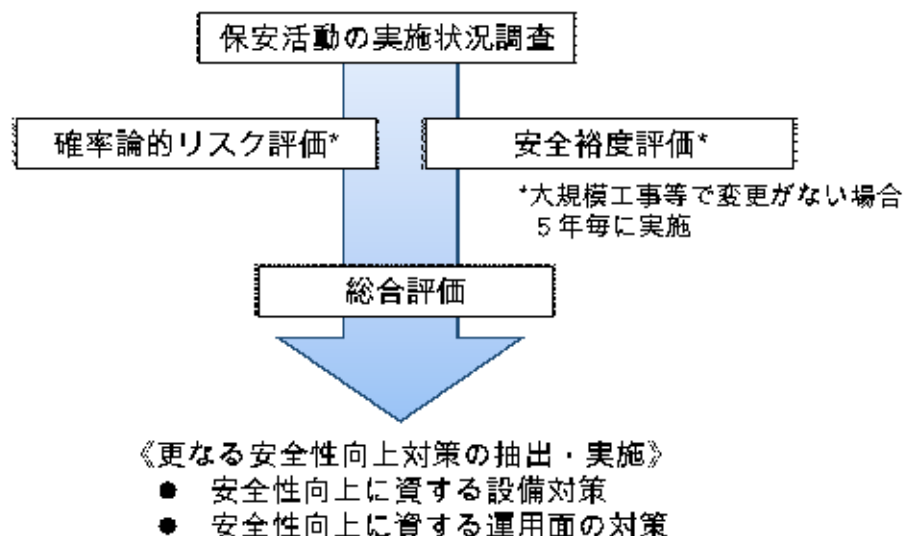 保安活動の実施状況調査
確率論的リスク評価*
安全裕度評価*
*大規模工事等で変更がない場合
５年毎に実施
総合評価
《更なる安全性向上対策の抽出・実施》
● 安全性向上に資する設備対策
● 安全性向上に資する運用面の対策